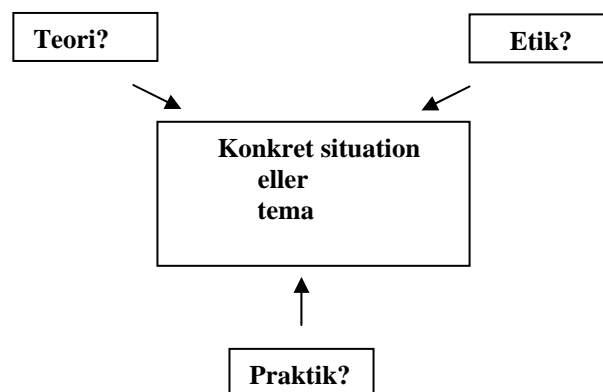 Teori?
Etik?
Konkret situation
eller
tema
Praktik?